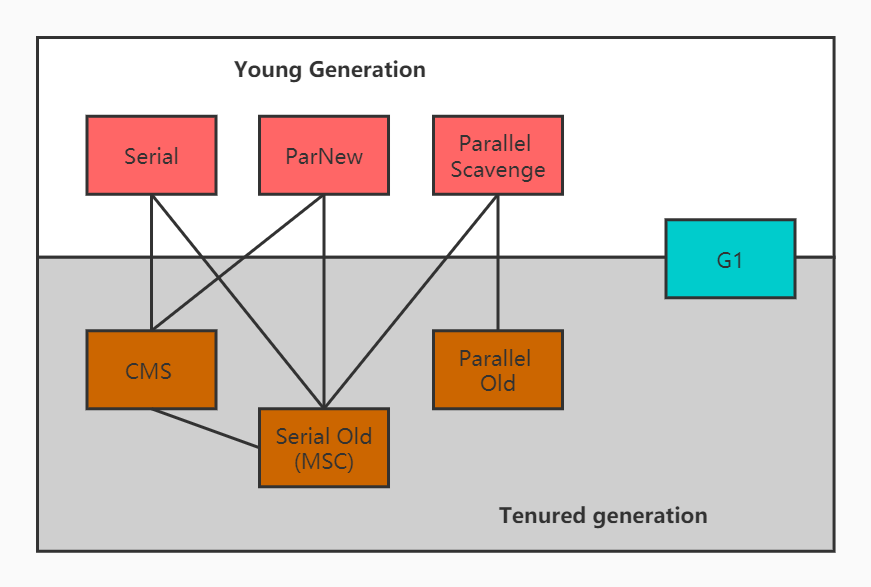 Young Generation
Serial
ParNew
Parallel
Scavenge
G1
CMS
Parallel
Old
Serial Old
(MSC)
Tenured generation